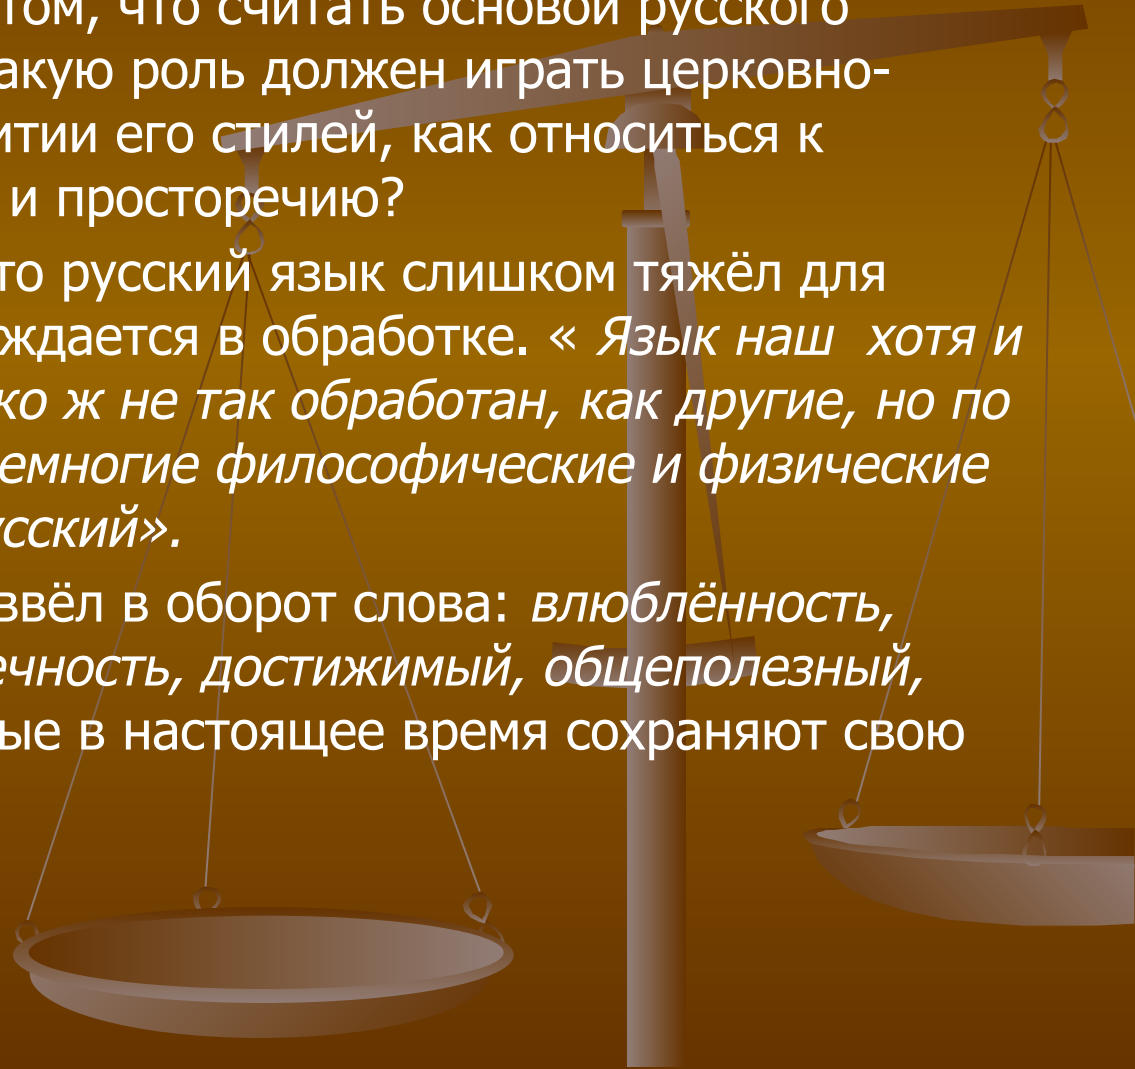 том, что считать основой русского
акую роль должен играть церковно-
итии его стилей, как относиться к
и просторечию?
то русский язык слишком тяжёл для
ждается в обработке. « Язык наш хотя и
ко ж не так обработан, как другие, но по
емногие философические и физические
усский».
ввёл в оборот слова: влюблённость,
ечность, достижимый, общеполезный,
ые в настоящее время сохраняют свою